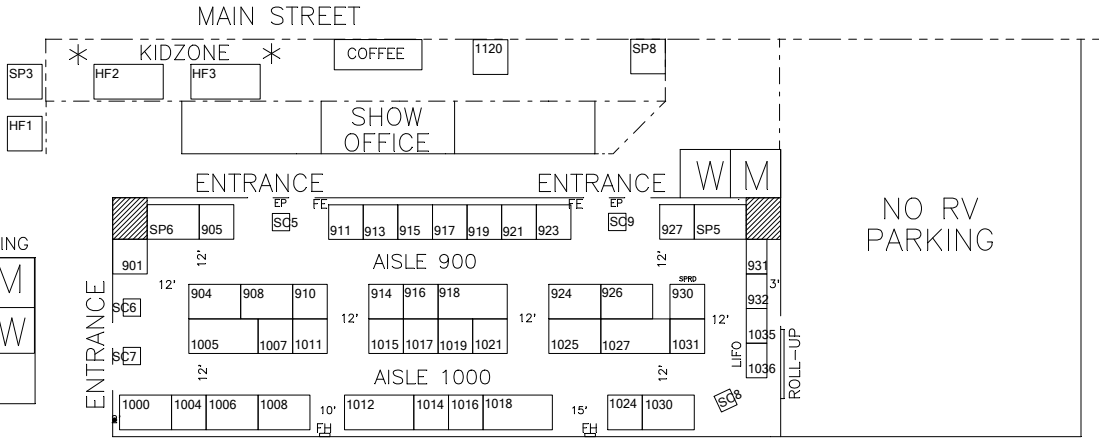 MAIN STREET
* KIDZONE *
COFFEE
1120
SP8
SP3
HF2
HF3
HF1
SHOW
OFFICE
W M
ENTRANCE
ENTRANCE
NO RV
PARKING
EP
FE
FE
EP
SP6
905
SC5
911
913
915
917
919
921
923
SC9
927
SP5
ING
M
W
901
12'
AISLE 900
12'
931
12'
SPRD
3'
904
908
910
914
916
918
924
926
930
932
SC6
12'
12'
12'
ENTRANCE
1005
1007
1011
1015
1017
1019
1021
1025
1027
1031
1035
SC7
12'
AISLE 1000
12'
LIFO
1036
ROLL-UP
1000
1004
1006
1008
10'
FH
1012
1014
1016
1018
15'
FH
1024
1030
SC8